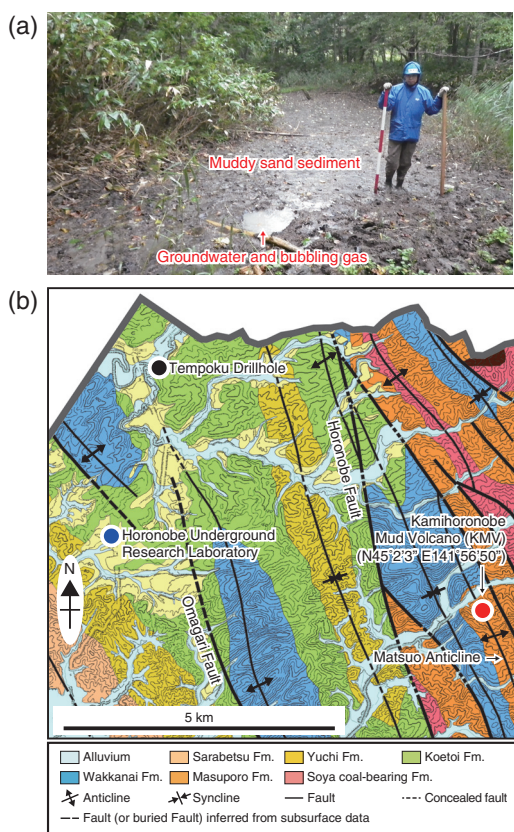 (a)
Muddy sand sediment
Groundwater and bubbling gas
(b)
Tempoku Drillhole
Horonobe Fault
Kamihoronobe
Mud Volcano (KMV)
(N45°2'3” E141°56'50”)
Horonobe Underground
Research Laboratory
N
Omagari Fault
Matsuo Anticline
5 km
Alluvium
Sarabetsu Fm.
Yuchi Fm.
Koetoi Fm.
Wakkanai Fm.
Masuporo Fm.
Soya coal-bearing Fm.
Anticline
Syncline
Fault
Concealed fault
Fault (or buried Fault) inferred from subsurface data